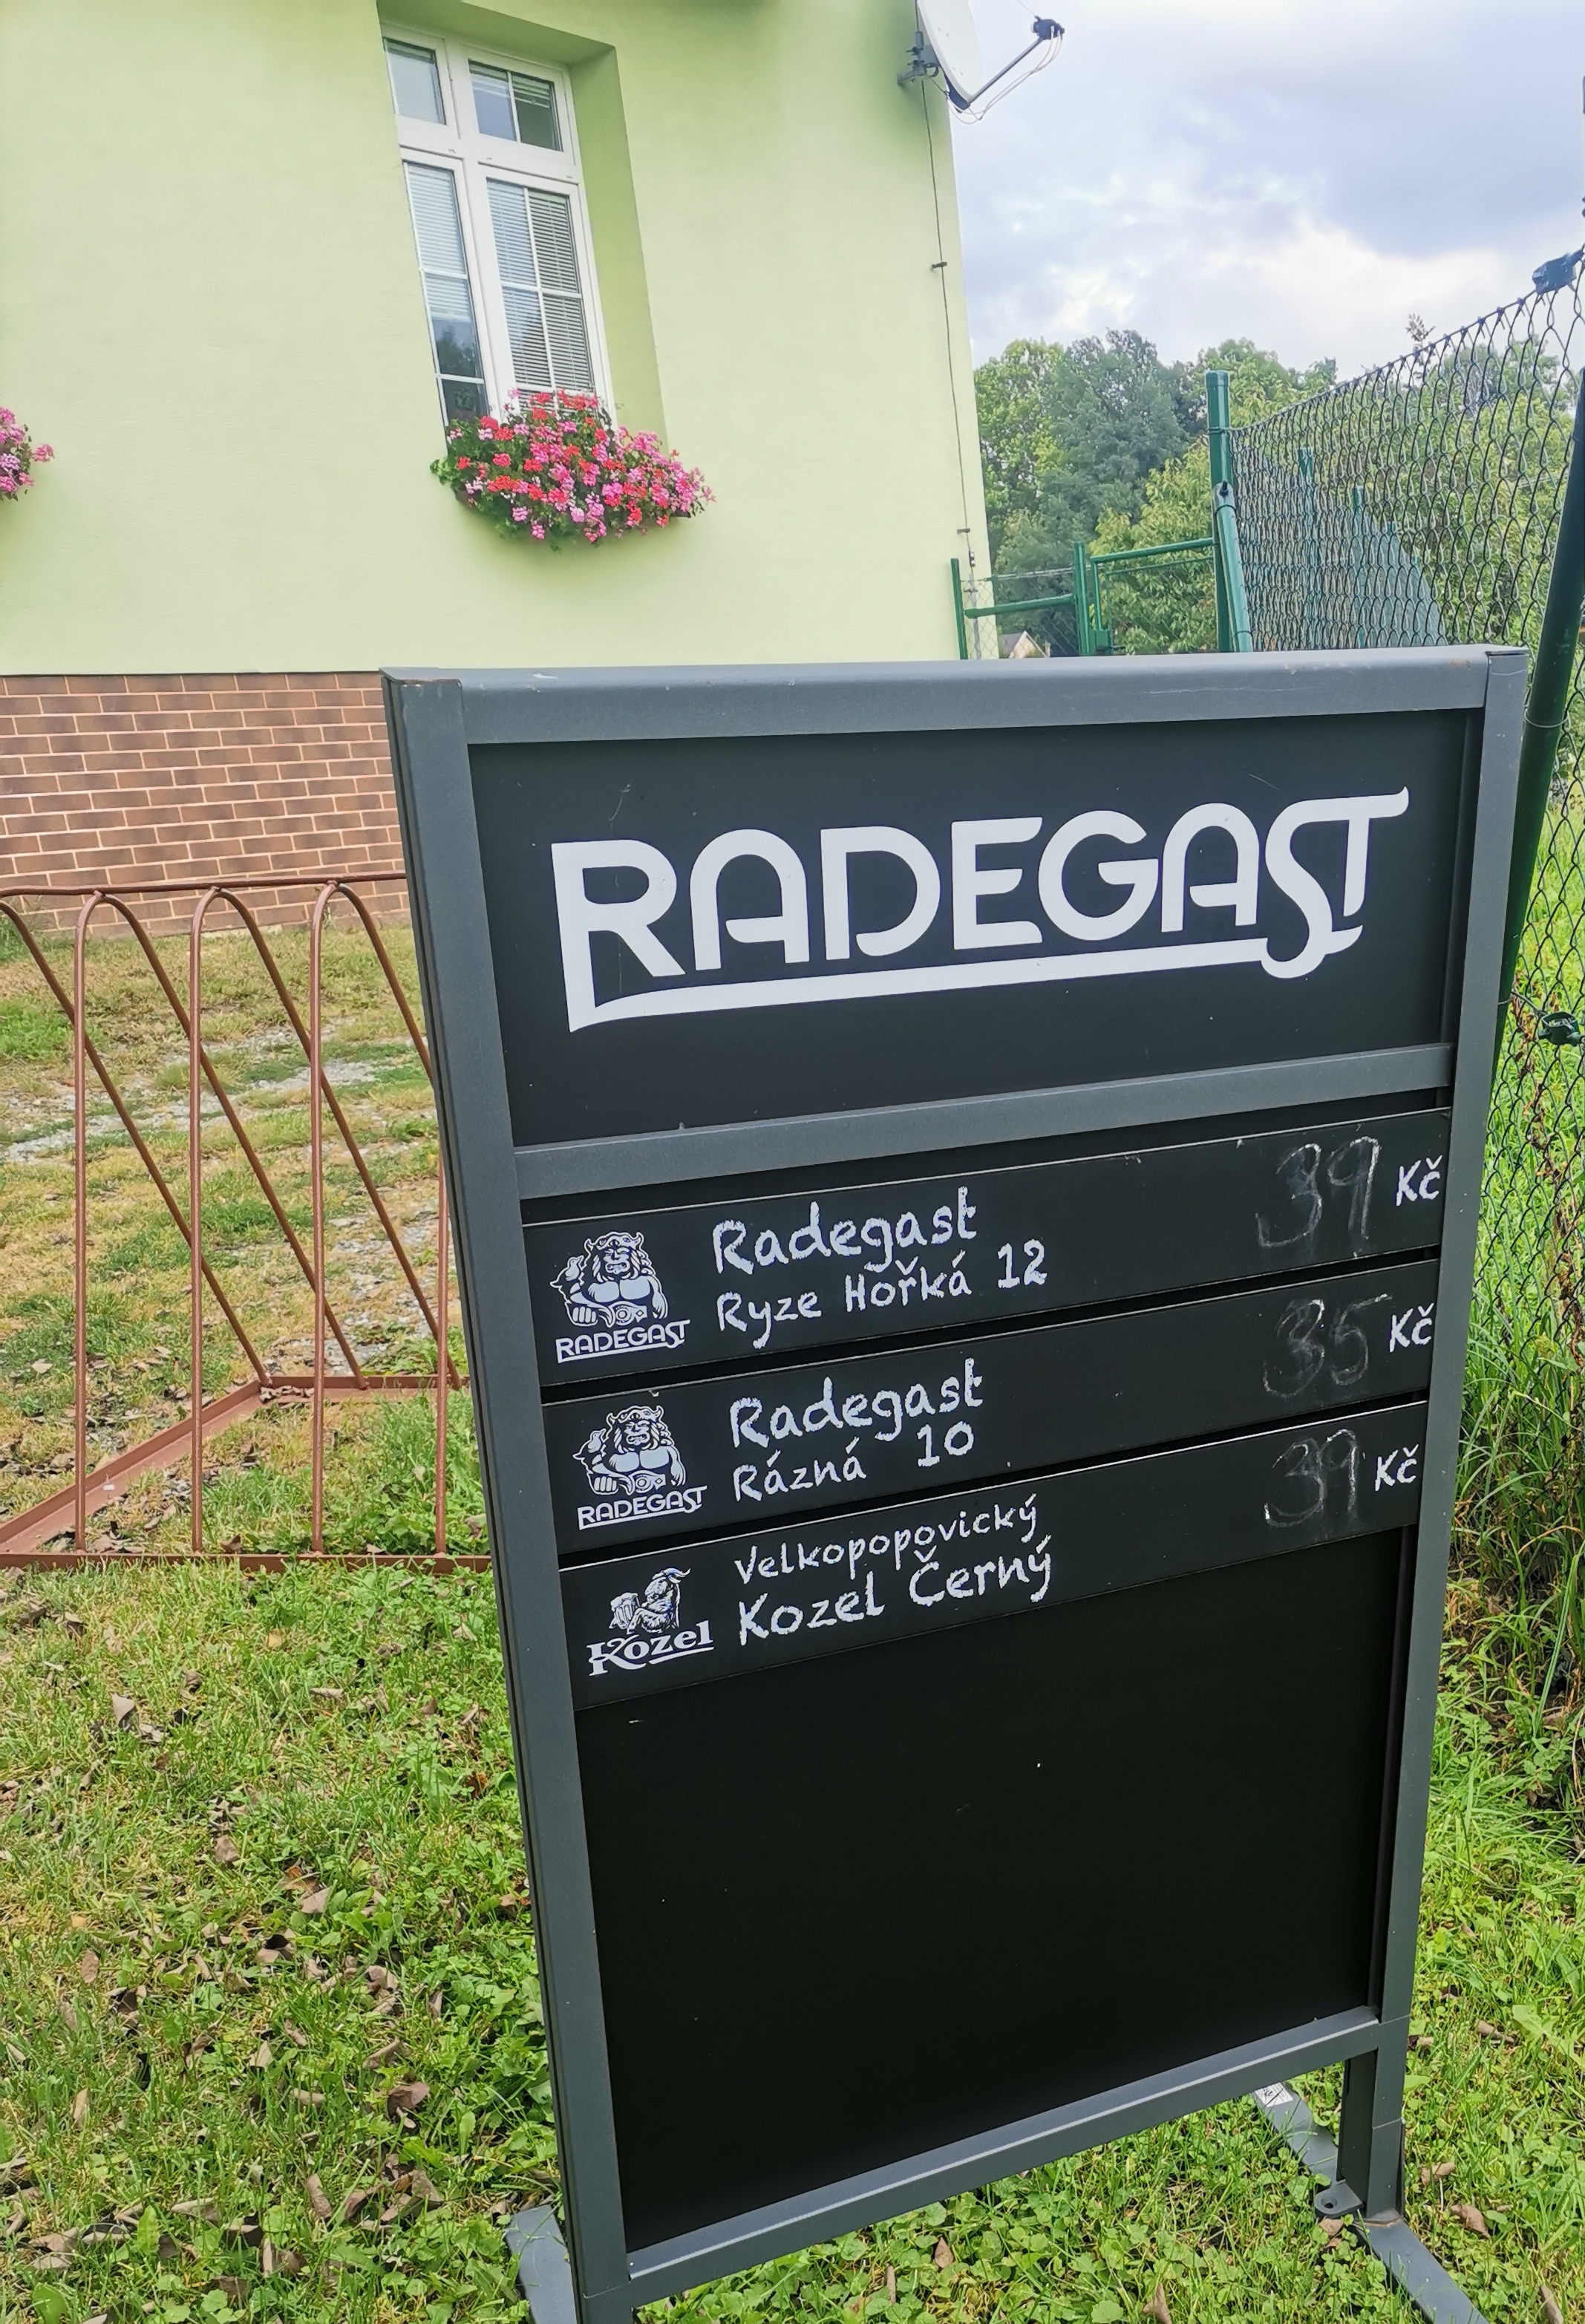 RADEGAST
RADEGAST Radegast 39 Kč
Ryze Hořká 12
RADEGAST Radegast 35 Kč
Rázná 10
Kozel Velkopopovický 39 Kč
Kozel Černý